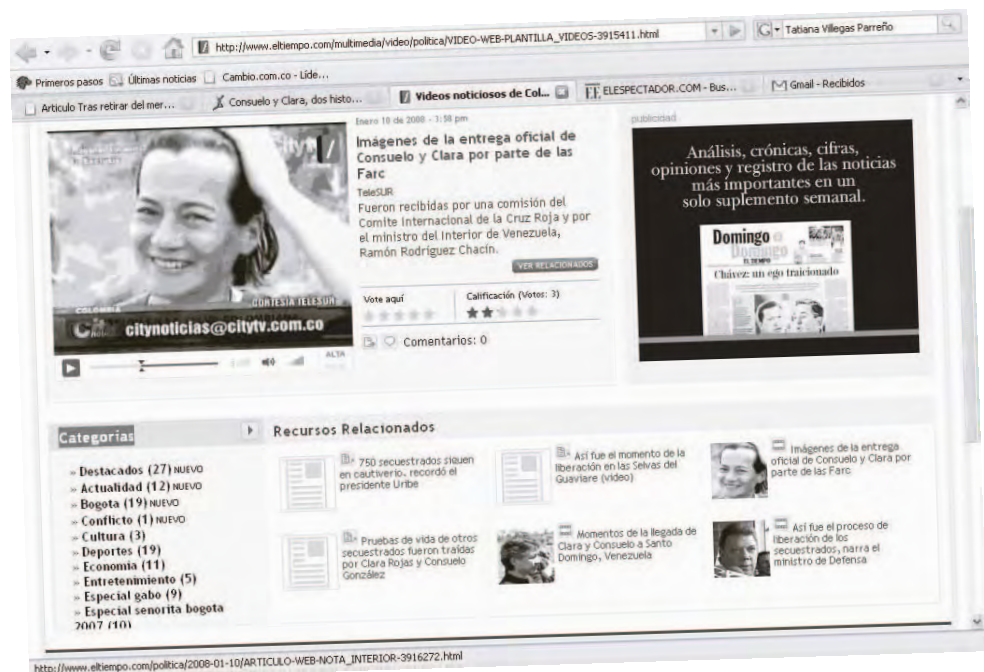 http://www.eltiempo.com/multimedia/video/politica/VIDEO-WEB-PLANTILLA_VIDEOS-3915411.html
Tatiana Villegas Parreño
Primeros pasos
Últimas noticias
Cambio.com.co - Líde...
Articulo Tras retirar del mer...
Consuelo y Clara, dos histo...
Videos noticiosos de Col...
ELESPECTADOR.COM - Bus...
Gmail - Recibidos
Enero 10 de 2008 - 3:58 pm
Imágenes de la entrega oficial de
Consuelo y Clara por parte de las
Farc
TeleSUR
Fueron recibidas por una comisión del
Comite Internacional de la Cruz Roja y por
el ministro del Interior de Venezuela,
Ramón Rodríguez Chacín.
VER RELACIONADOS
Vote aquí
Calificación (Votos: 3)
Comentarios: 0
Citytv
CORTESIA TELESUR
COLOMBIA
citynoticias@citytv.com.co
ALTA
publicidad
Análisis, crónicas, cifras,
opiniones y registro de las noticias
más importantes en un
solo suplemento semanal.
Domingo a
Domingo
EL TIEMPO
Chávez: un ego traicionado
Categorías
» Destacados (27) NUEVO
» Actualidad (12) NUEVO
» Bogota (19) NUEVO
» Conflicto (1) NUEVO
» Cultura (3)
» Deportes (19)
» Economia (11)
» Entretenimiento (5)
» Especial gabo (9)
» Especial senorita bogota
2007 (10)
Recursos Relacionados
750 secuestrados siguen
en cautiverio, recordó el
presidente Uribe
Así fue el momento de la
liberación en las Selvas del
Guaviare (video)
Imágenes de la entrega
oficial de Consuelo y Clara por
parte de las Farc
Pruebas de vida de otros
secuestrados fueron traídas
por Clara Rojas y Consuelo
González
Momentos de la llegada de
Clara y Consuelo a Santo
Domingo, Venezuela
Así fue el proceso de
liberación de los
secuestrados, narra el
ministro de Defensa
http://www.eltiempo.com/politica/2008-01-10/ARTICULO-WEB-NOTA_INTERIOR-3916272.html